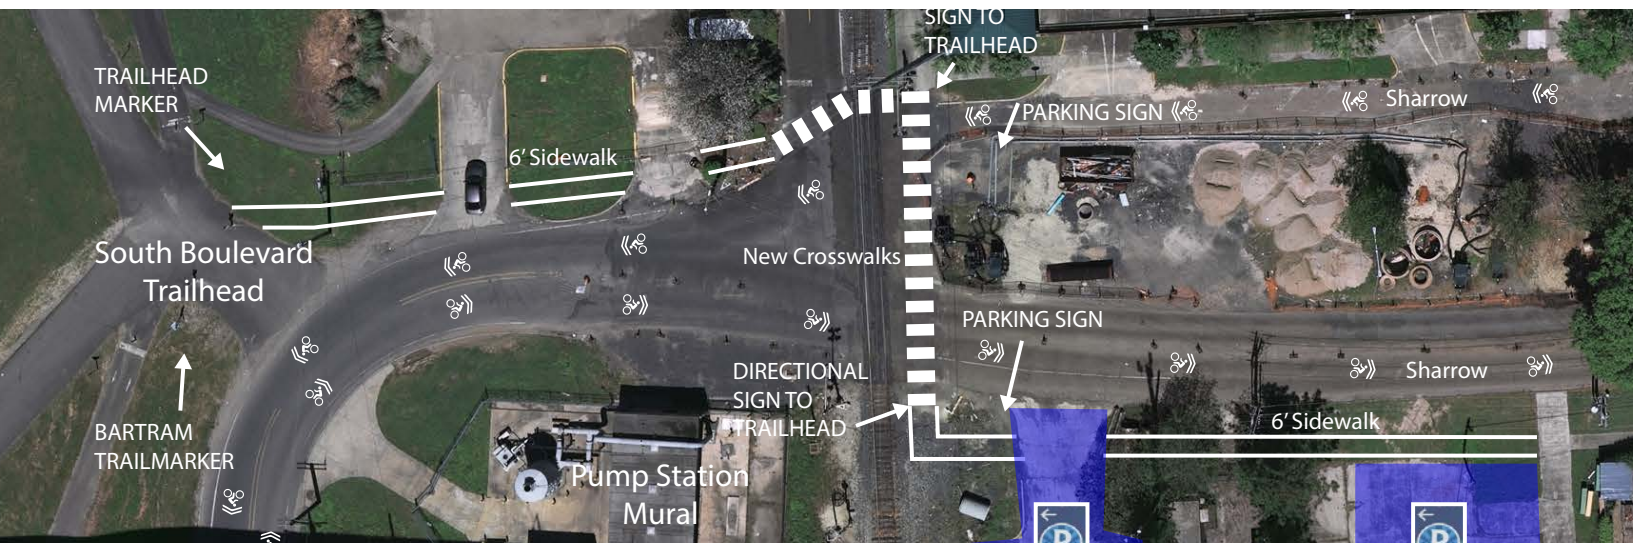 SIGN TO
TRAILHEAD
TRAILHEAD
MARKER
PARKING SIGN
Sharrow
6' Sidewalk
South Boulevard
Trailhead
New Crosswalks
PARKING SIGN
DIRECTIONAL
SIGN TO
TRAILHEAD
Sharrow
6' Sidewalk
BARTRAM
TRAILMARKER
Pump Station
Mural
P
P